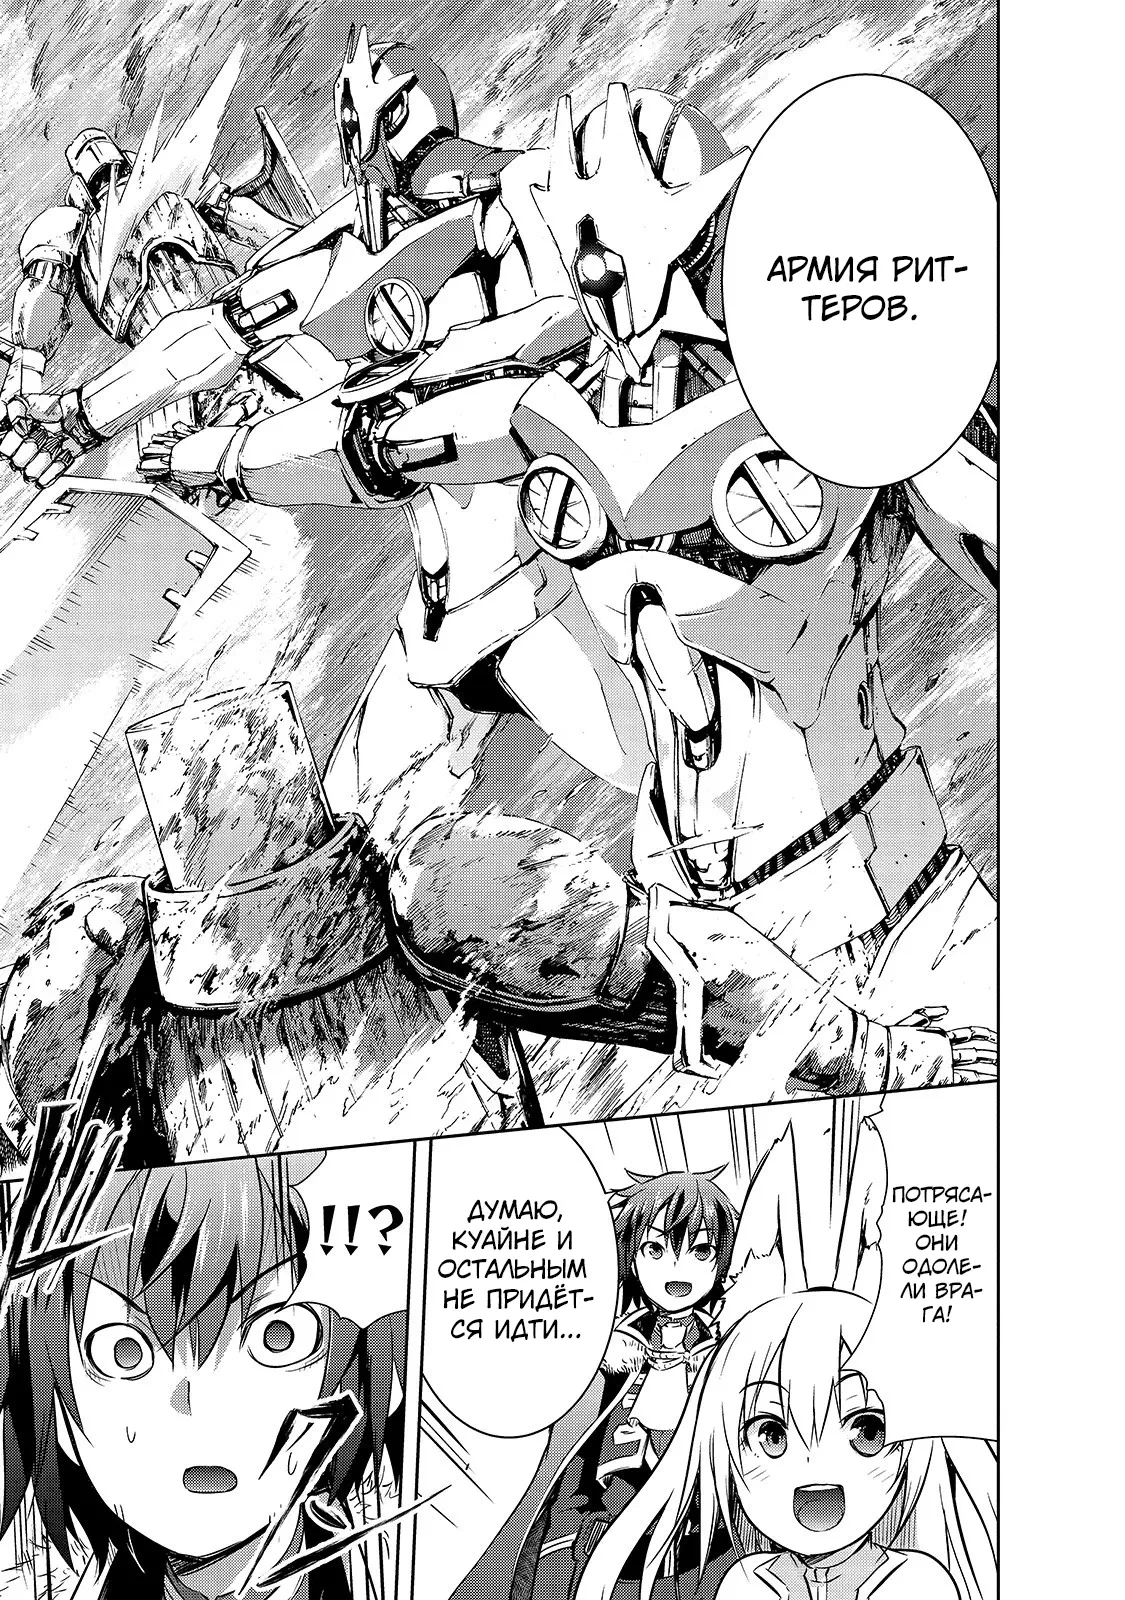 АРМИЯ РИТ-
ТЕРОВ.
ПОТРЯСА-
ЮЩЕ!
ОНИ
ОДОЛЕ-
ЛИ ВРА-
ГА!
ДУМАЮ,
КУАЙНЕ И
ОСТАЛЬНЫМ
НЕ ПРИДЁТ-
СЯ ИДТИ...
!!?